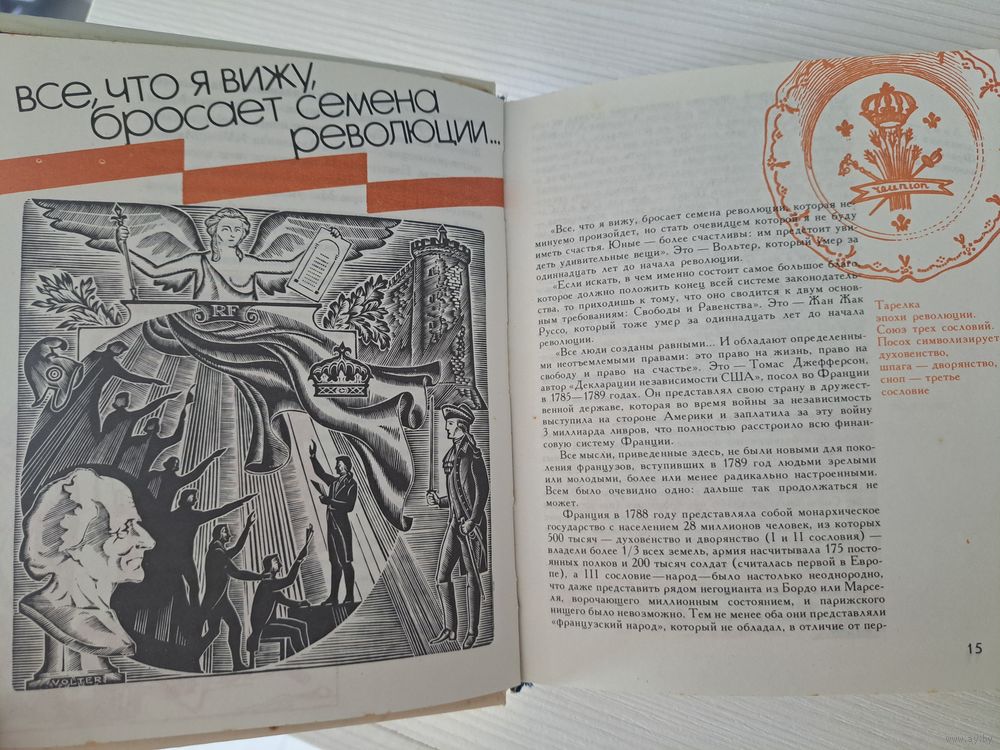 все, что я вижу,
бросает семена
революции...
RF
VOLTER
reunion
«Все, что я вижу, бросает семена революции, которая не-
минуемо произойдет, но стать очевидцем которой я не буду
иметь счастья. Юные — более счастливы: им предстоит уви-
деть удивительные вещи». Это — Вольтер, который умер за
одиннадцать лет до начала революции.
«Если искать, в чем именно состоит самое большое благо,
которое должно положить конец всей системе законодатель
ства, то приходишь к тому, что оно сводится к двум основ-
ным требованиям: Свободы и Равенства». Это — Жан Жак
Руссо, который тоже умер за одиннадцать лет до начала
революции.
«Все люди созданы равными... И обладают определенны-
ми неотъемлемыми правами: это право на жизнь, право на
свободу и право на счастье». Это — Томас Джефферсон,
автор «Декларации независимости США», посол во Франции
в 1785—1789 годах. Он представлял свою страну в дружест-
венной державе, которая во время войны за независимость
выступила на стороне Америки и заплатила за эту войну
3 миллиарда ливров, что полностью расстроило всю финан-
совую систему Франции.
Все мысли, приведенные здесь, не были новыми для поко-
ления французов, вступивших в 1789 год людьми зрелыми
или молодыми, более или менее радикально настроенными.
Всем было очевидно одно: дальше так продолжаться не
может.
Франция в 1788 году представляла собой монархическое
государство с населением 28 миллионов человек, из которых
500 тысяч — духовенство и дворянство (I и II сословия) —
владели более 1/3 всех земель, армия насчитывала 175 посто-
янных полков и 200 тысяч солдат (считалась первой в Евро-
пе), а III сословие—народ—было настолько неоднородно,
что даже представить рядом негоцианта из Бордо или Марсе-
ля, ворочающего миллионным состоянием, и парижского
нищего было невозможно. Тем не менее оба они представляли
«французский народ», который не обладал, в отличие от пер-
Тарелка
эпохи революции.
Союз трех сословий.
Посох символизирует
духовенство,
шпага — дворянство,
сноп — третье
сословие
15
www.ay.by